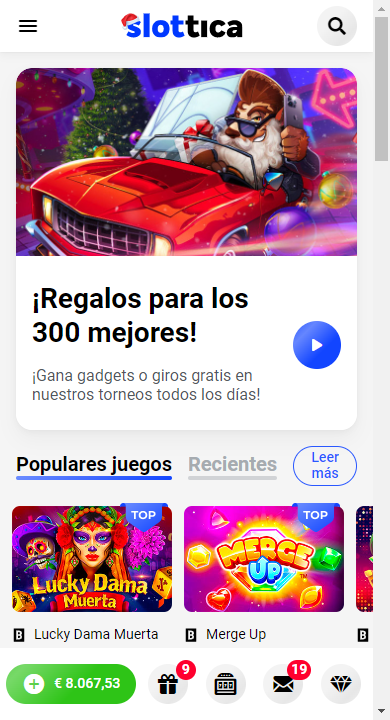 slottica
¡Regalos para los
300 mejores!
¡Gana gadgets o giros gratis en
nuestros torneos todos los días!
Populares juegos
Recientes
Leer
más
TOP
LUCKY DAMA
MUERTA
TOP
MERGE
UP
B Lucky Dama Muerta
B Merge Up
B
€ 8.067,53
9
19